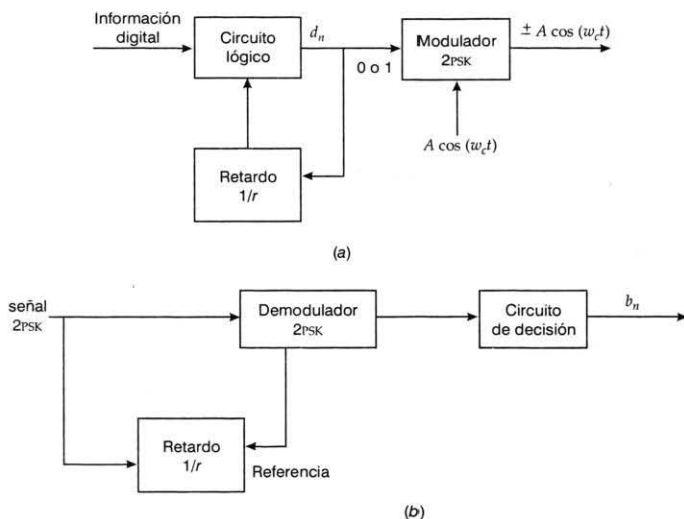 Información
digital
Circuito
lógico
d_n
0 o 1
Modulador
2PSK
± A cos (w_c t)
A cos (w_c t)
Retardo
1/r
(a)
señal
2PSK
Demodulador
2PSK
Circuito
de decisión
b_n
Retardo
1/r
Referencia
(b)